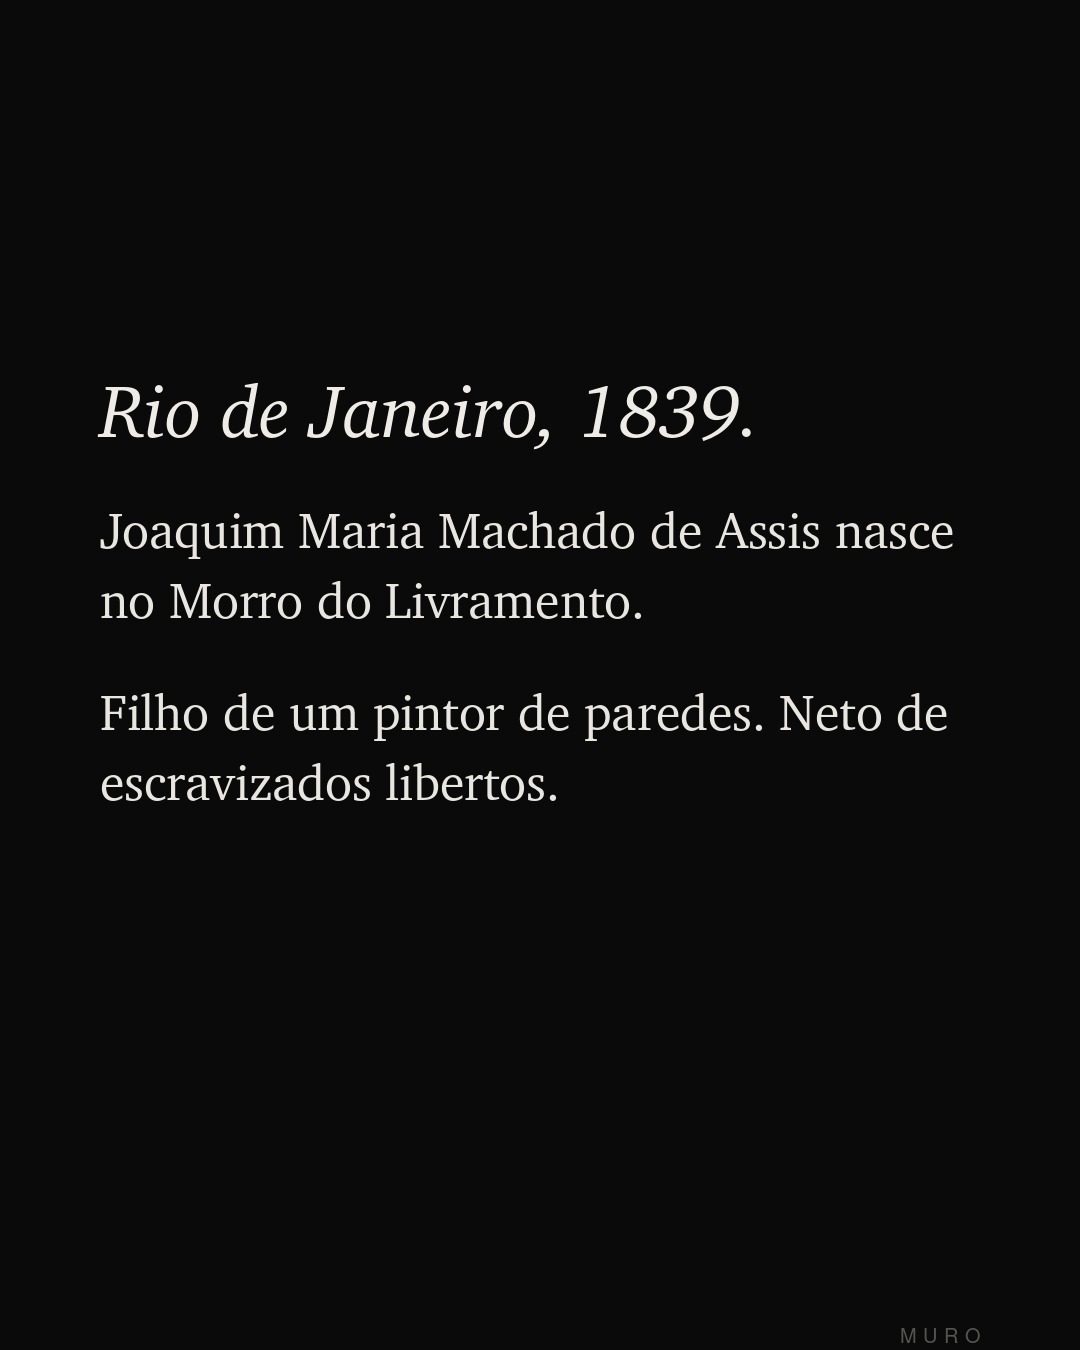 Rio de Janeiro, 1839.
Joaquim Maria Machado de Assis nasce
no Morro do Livramento.
Filho de um pintor de paredes. Neto de
escravizados libertos.
MURO